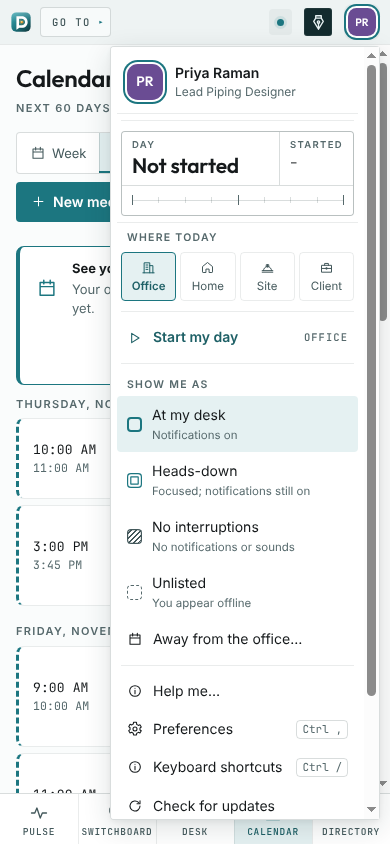 GO TO
PR
Calendar
NEXT 60 DAYS
Week
New mee
See yo
Your o
yet.
THURSDAY, NO
10:00 AM
11:00 AM
3:00 PM
3:45 PM
FRIDAY, NOVEM
9:00 AM
10:00 AM
11:00 AM
PR
Priya Raman
Lead Piping Designer
DAY
Not started
STARTED
–
WHERE TODAY
Office
Home
Site
Client
Start my day
OFFICE
SHOW ME AS
At my desk
Notifications on
Heads-down
Focused; notifications still on
No interruptions
No notifications or sounds
Unlisted
You appear offline
Away from the office...
Help me...
Preferences
Ctrl ,
Keyboard shortcuts
Ctrl /
Check for updates
PULSE
SWITCHBOARD
DESK
CALENDAR
DIRECTORY